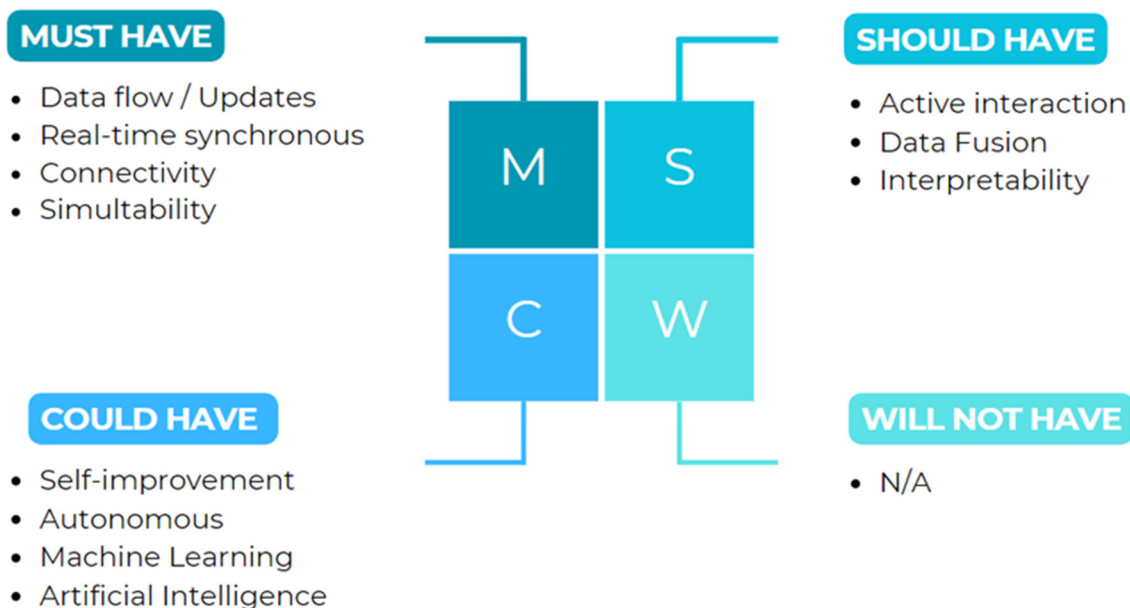 MUST HAVE
• Data flow / Updates
• Real-time synchronous
• Connectivity
• Simultability
SHOULD HAVE
• Active interaction
• Data Fusion
• Interpretability
M
S
C
W
COULD HAVE
• Self-improvement
• Autonomous
• Machine Learning
• Artificial Intelligence
WILL NOT HAVE
• N/A